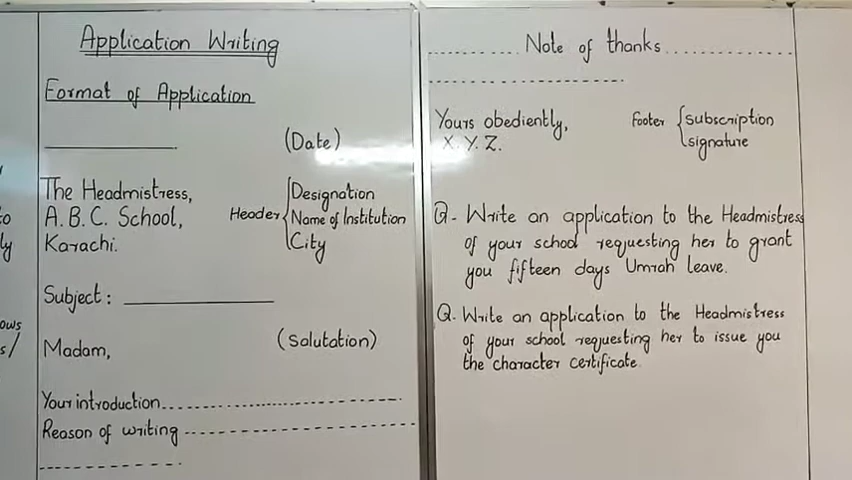 Application Writing
Format of Application
(Date)
The Headmistress,
A.B.C. School,
Karachi.
Header { Designation
Name of Institution
City
Subject :
Madam,
(Salutation)
Your introduction
Reason of writing
Note of thanks
Yours obediently,
X. Y. Z.
Footer { subscription
signature
Q. Write an application to the Headmistress
of your school requesting her to grant
you fifteen days Umrah leave.
Q. Write an application to the Headmistress
of your school requesting her to issue you
the character certificate.